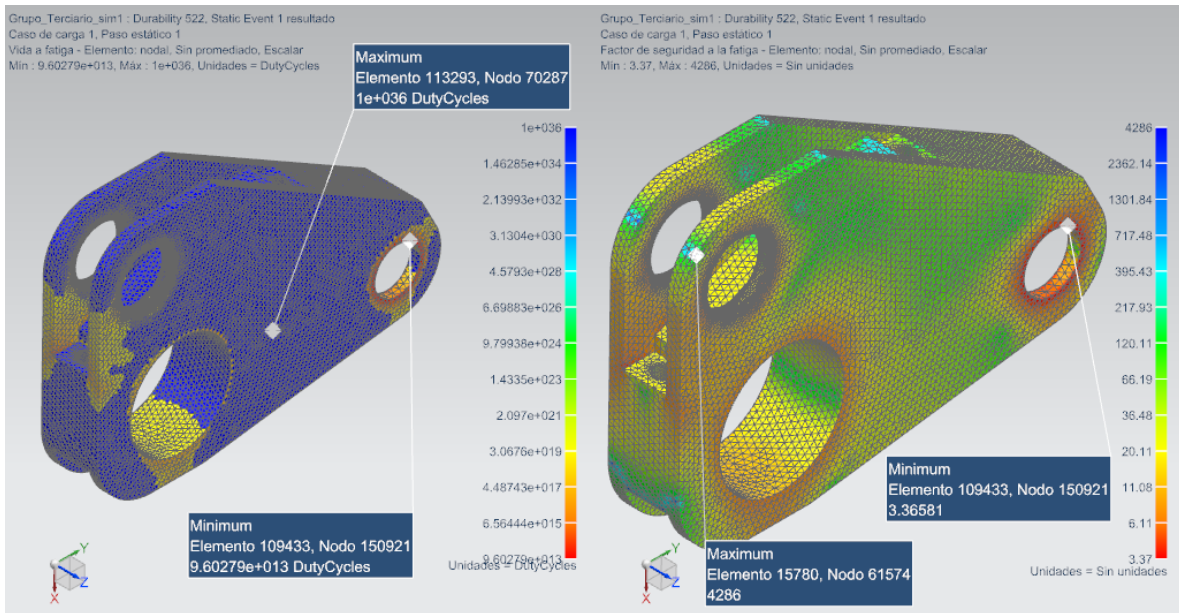 Grupo_Terciario_sim1 : Durability 522, Static Event 1 resultado
Caso de carga 1, Paso estático 1
Vida a fatiga - Elemento: nodal, Sin promediado, Escalar
Min : 9.60279e+013, Máx : 1e+036, Unidades = DutyCycles
Maximum
Elemento 113293, Nodo 70287
1e+036 DutyCycles
1e+036
1.46285e+034
2.13993e+032
3.1304e+030
4.5793e+028
6.69883e+026
9.79938e+024
1.4335e+023
2.097e+021
3.0676e+019
4.48743e+017
6.56444e+015
9.60279e+013
Unidades = DutyCycles
Minimum
Elemento 109433, Nodo 150921
9.60279e+013 DutyCycles
Y
Z
X
Grupo_Terciario_sim1 : Durability 522, Static Event 1 resultado
Caso de carga 1, Paso estático 1
Factor de seguridad a la fatiga - Elemento: nodal, Sin promediado, Escalar
Min : 3.37, Máx : 4286, Unidades = Sin unidades
4286
2362.14
1301.84
717.48
395.43
217.93
120.11
66.19
36.48
20.11
11.08
6.11
3.37
Unidades = Sin unidades
Minimum
Elemento 109433, Nodo 150921
3.36581
Maximum
Elemento 15780, Nodo 61574
4286
Y
Z
X